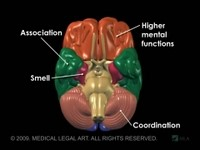 Association
Higher
mental
functions
Smell
Coordination
© 2009. MEDICAL LEGAL ART. ALL RIGHTS RESERVED.